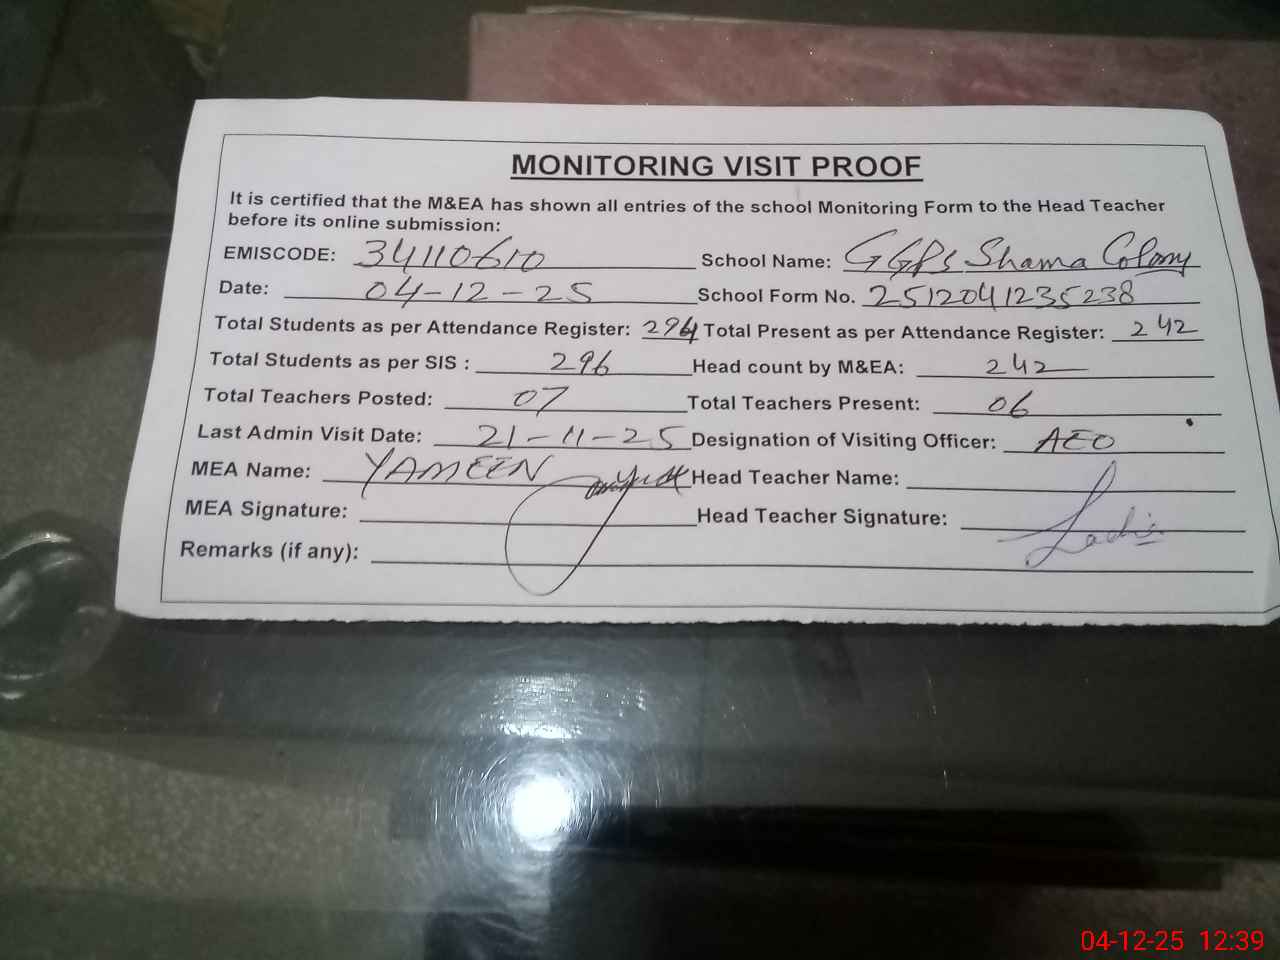 MONITORING VISIT PROOF
It is certified that the M&EA has shown all entries of the school Monitoring Form to the Head Teacher
before its online submission:
EMISCODE: 34110610 School Name: GGPS Shama Colony
Date: 04-12-25 School Form No. 2512041235238
Total Students as per Attendance Register: Total Present as per Attendance Register: 242
Total Students as per SIS : 296 Head count by M&EA: 242
Total Teachers Posted: 07 Total Teachers Present: 06
Last Admin Visit Date: 21-11-25 Designation of Visiting Officer: AEO
MEA Name: YAMEEN Head Teacher Name:
MEA Signature: Head Teacher Signature:
Remarks (if any):
04-12-25 12:39